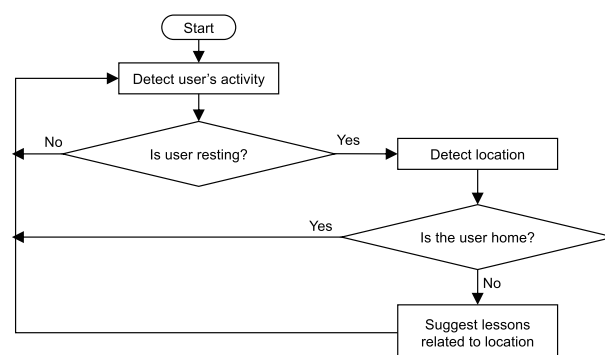 Start
Detect user's activity
No
Is user resting?
Yes
Detect location
Yes
Is the user home?
No
Suggest lessons
related to location